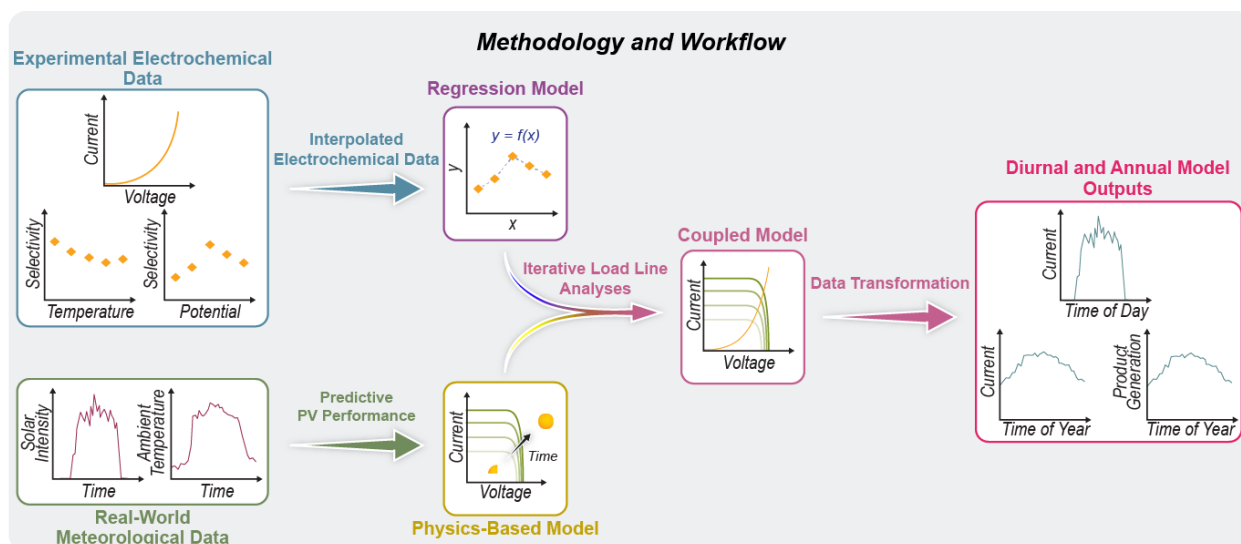 Methodology and Workflow
Experimental Electrochemical
Data
Current
Voltage
Selectivity
Temperature
Selectivity
Potential
Interpolated
Electrochemical Data
Regression Model
y = f(x)
y
x
Real-World
Meteorological Data
Solar
Intensity
Time
Ambient
Temperature
Time
Predictive
PV Performance
Physics-Based Model
Current
Voltage
Time
Iterative Load Line
Analyses
Coupled Model
Current
Voltage
Data Transformation
Diurnal and Annual Model
Outputs
Current
Time of Day
Current
Time of Year
Product
Generation
Time of Year